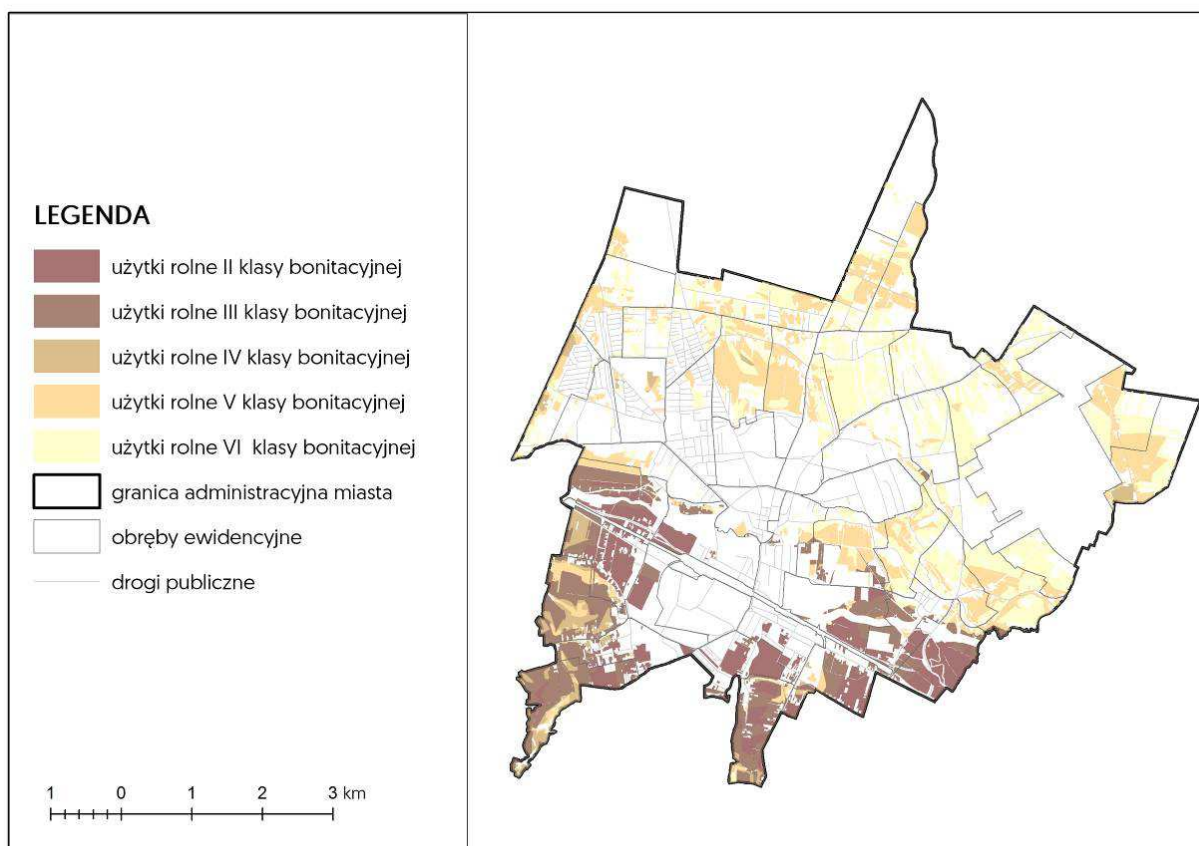 LEGENDA
użytki rolne II klasy bonitacyjnej
użytki rolne III klasy bonitacyjnej
użytki rolne IV klasy bonitacyjnej
użytki rolne V klasy bonitacyjnej
użytki rolne VI klasy bonitacyjnej
granica administracyjna miasta
obręby ewidencyjne
drogi publiczne
1 0 1 2 3 km